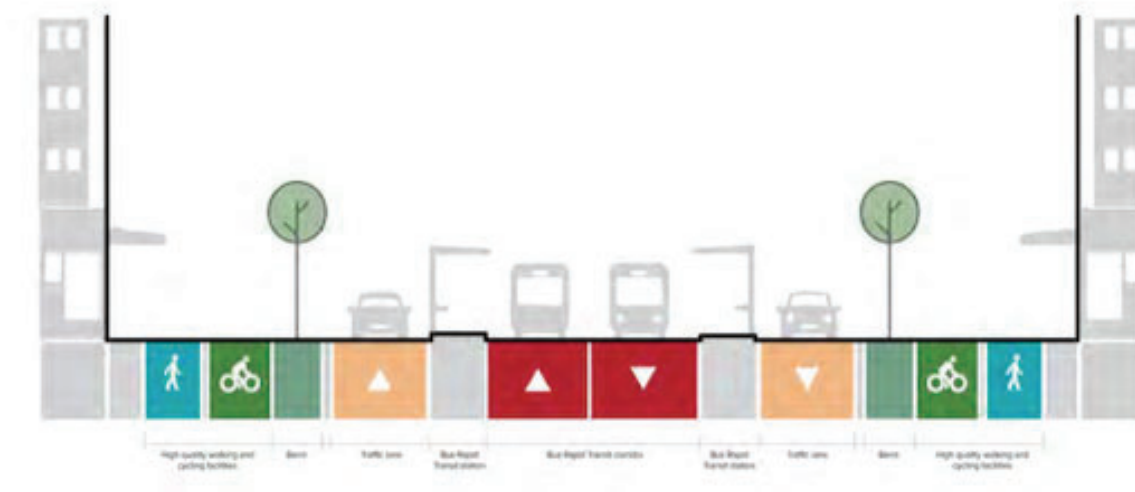 High quality walking and
cycling facilities
Berm
Traffic lane
Bus Rapid
Transit station
Bus Rapid Transit corridor
Bus Rapid
Transit station
Traffic lane
Berm
High quality walking and
cycling facilities